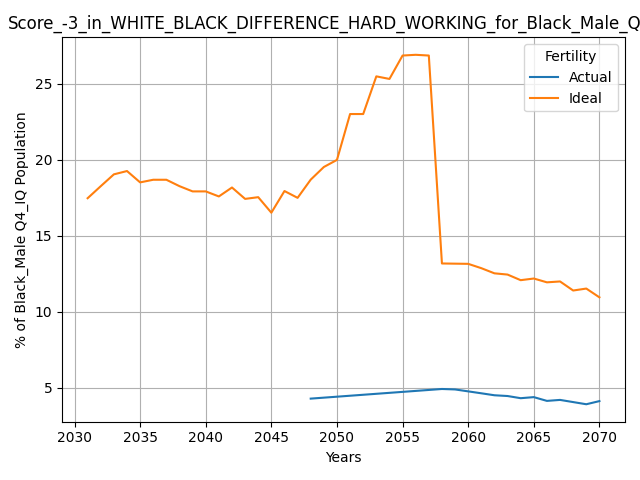 Score_-3_in_WHITE_BLACK_DIFFERENCE_HARD_WORKING_for_Black_Male_Q
Fertility
Actual
Ideal
% of Black_Male Q4_IQ Population
25
20
15
10
5
2030 2035 2040 2045 2050 2055 2060 2065 2070
Years